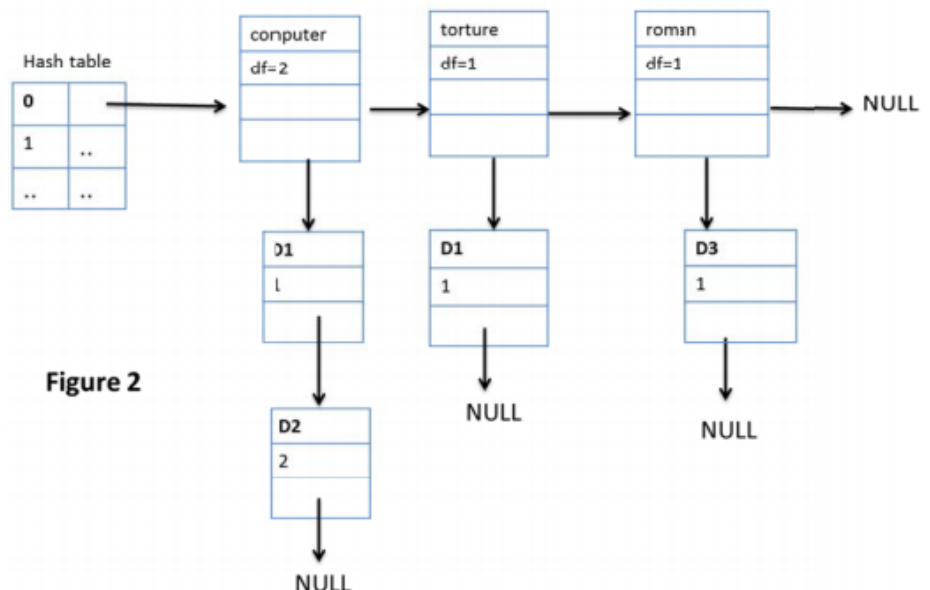 Hash table
0
1 ..
.. ..
computer
df=2
torture
df=1
roman
df=1
NULL
D1
1
D1
1
D3
1
Figure 2
D2
2
NULL
NULL
NULL